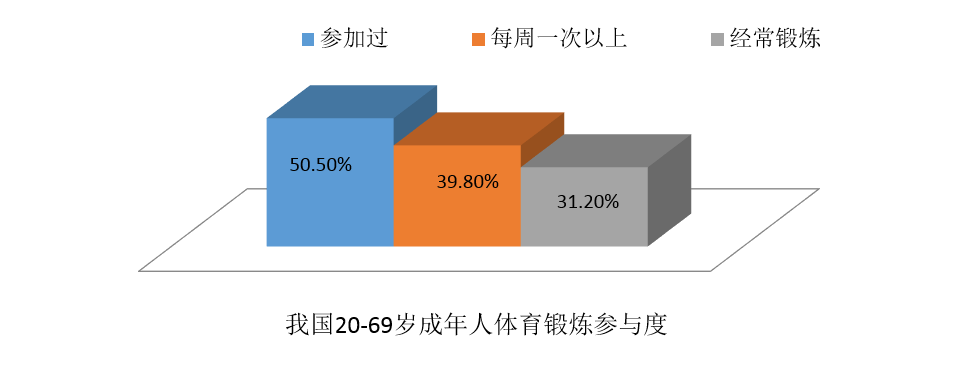 参加过 每周一次以上 经常锻炼
50.50%
39.80%
31.20%
我国20-69岁成年人体育锻炼参与度